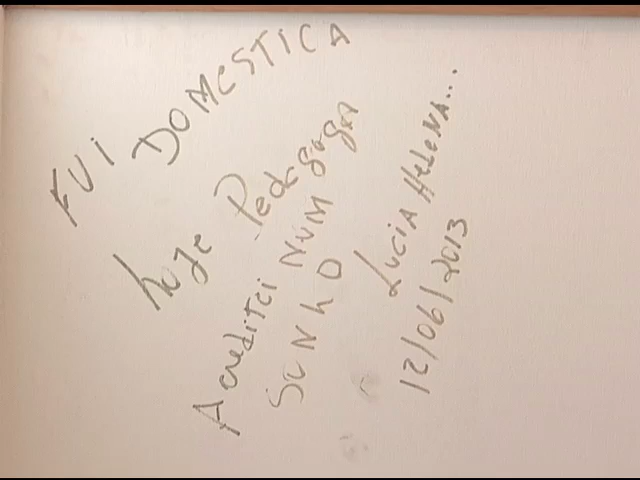 FUI DOMESTICA
hoje Pedagoga
Acreditei NUM
SONhO
LUCIA HeLeNA...
12/06/2013